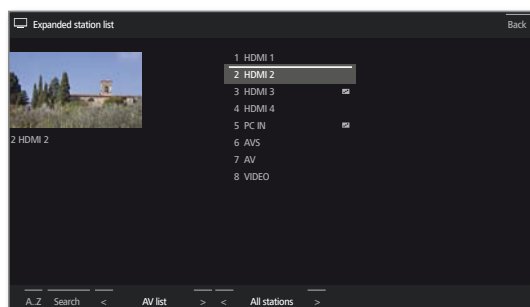 Expanded station list Back
1 HDMI 1
2 HDMI 2
3 HDMI 3
4 HDMI 4
5 PC IN
6 AVS
7 AV
8 VIDEO
2 HDMI 2
A..Z Search < AV list > < All stations >